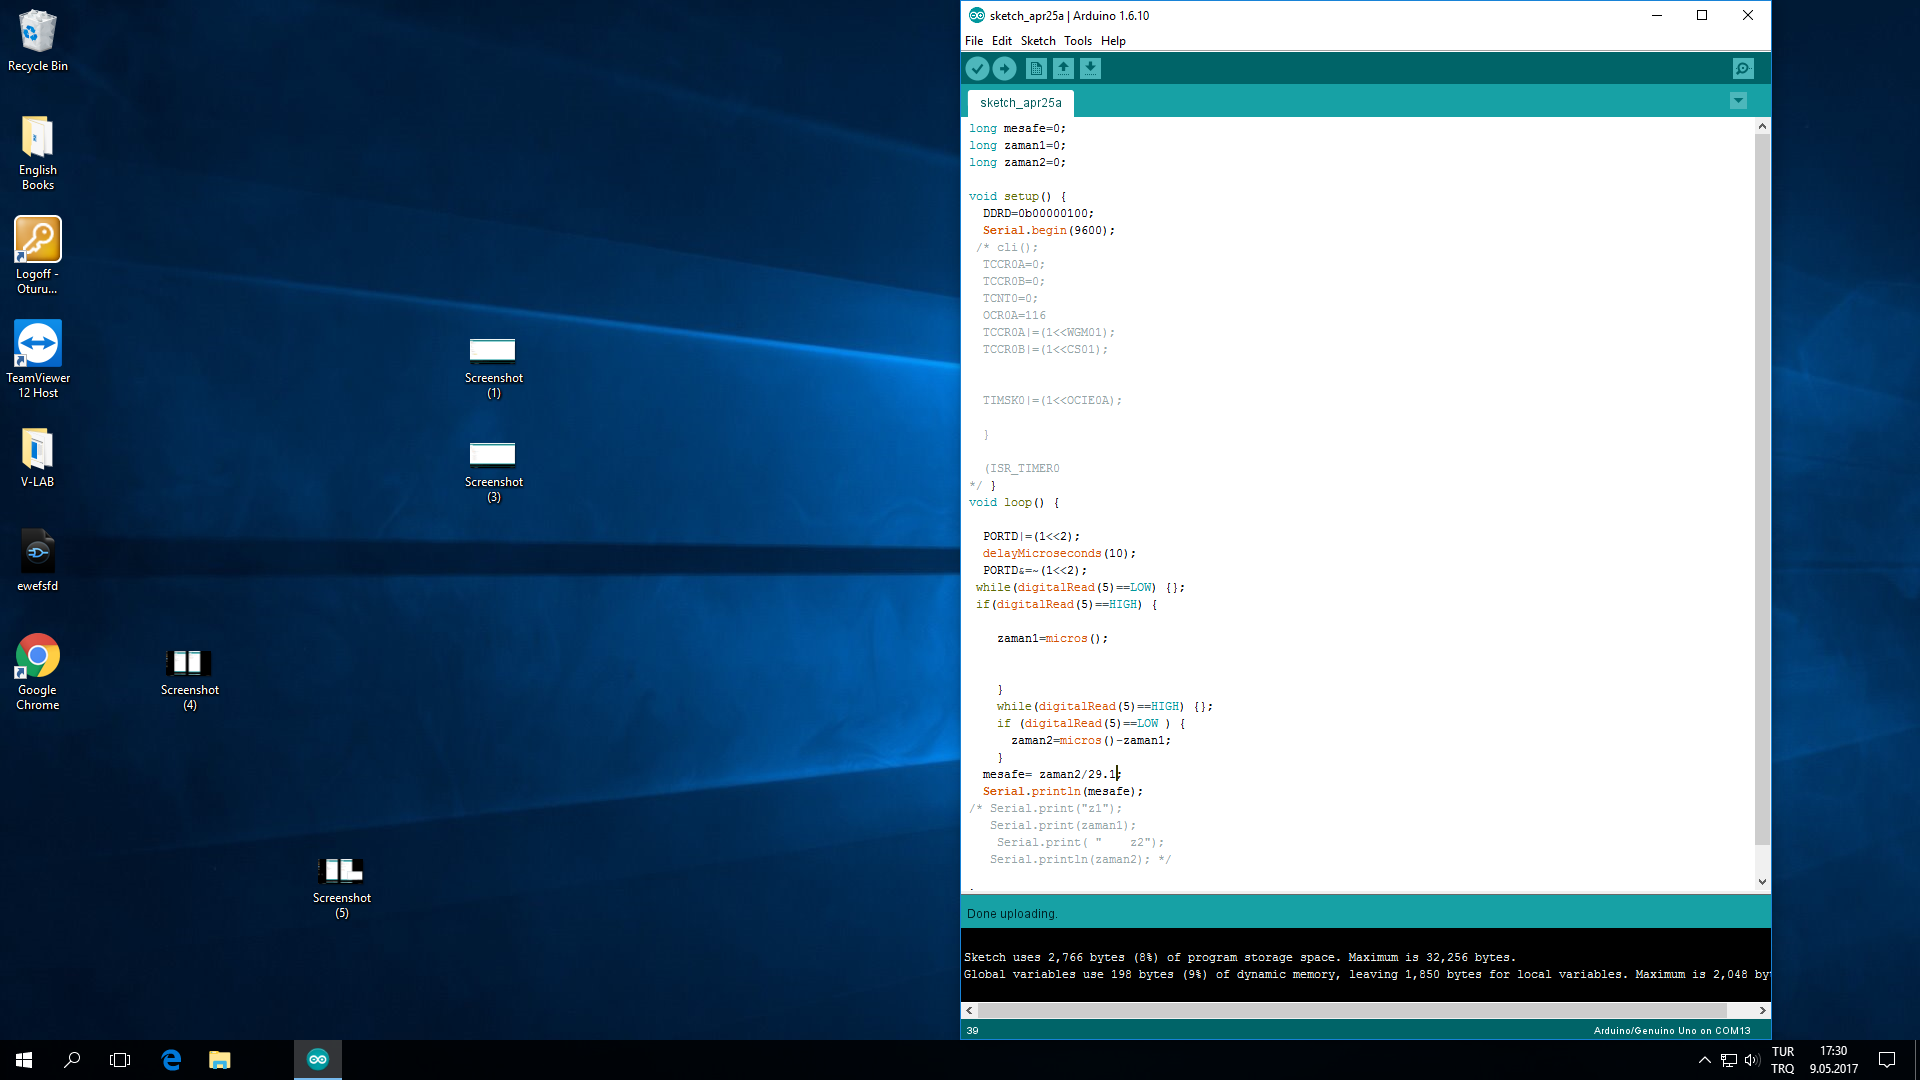 Recycle Bin
English
Books
Logoff -
Oturu...
TeamViewer
12 Host
V-LAB
ewefsfd
Google
Chrome
Screenshot
(1)
Screenshot
(3)
Screenshot
(4)
Screenshot
(5)
sketch_apr25a | Arduino 1.6.10
File Edit Sketch Tools Help
sketch_apr25a
long mesafe=0;
long zaman1=0;
long zaman2=0;
void setup() {
DDRD=0b00000100;
Serial.begin(9600);
/* cli();
TCCR0A=0;
TCCR0B=0;
TCNT0=0;
OCR0A=116
TCCR0A|=(1<<WGM01);
TCCR0B|=(1<<CS01);
TIMSK0|=(1<<OCIE0A);
}
(ISR_TIMER0
*/ }
void loop() {
PORTD|=(1<<2);
delayMicroseconds(10);
PORTD&=~(1<<2);
while(digitalRead(5)==LOW) {};
if(digitalRead(5)==HIGH) {
zaman1=micros();
}
while(digitalRead(5)==HIGH) {};
if (digitalRead(5)==LOW ) {
zaman2=micros()-zaman1;
}
mesafe= zaman2/29.1;
Serial.println(mesafe);
/* Serial.print("z1");
Serial.print(zaman1);
Serial.print( "    z2");
Serial.println(zaman2); */
Done uploading.
Sketch uses 2,766 bytes (8%) of program storage space. Maximum is 32,256 bytes.
Global variables use 198 bytes (9%) of dynamic memory, leaving 1,850 bytes for local variables. Maximum is 2,048 by
39
Arduino/Genuino Uno on COM13
TUR
TRQ
17:30
9.05.2017